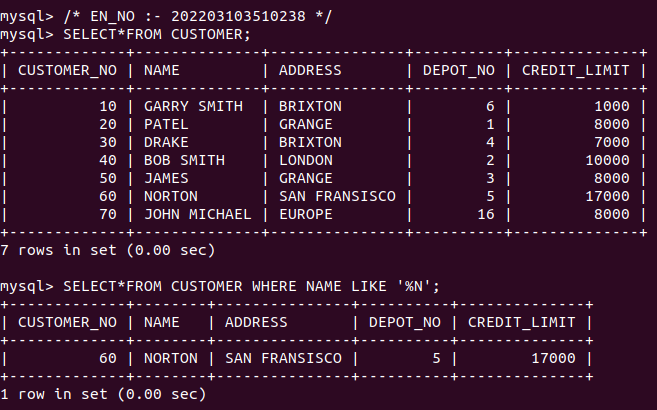 mysql> /* EN_NO :- 202203103510238 */
mysql> SELECT*FROM CUSTOMER;
+-------------+--------------+---------------+----------+--------------+
| CUSTOMER_NO | NAME         | ADDRESS       | DEPOT_NO | CREDIT_LIMIT |
+-------------+--------------+---------------+----------+--------------+
|          10 | GARRY SMITH  | BRIXTON       |        6 |         1000 |
|          20 | PATEL        | GRANGE        |        1 |         8000 |
|          30 | DRAKE        | BRIXTON       |        4 |         7000 |
|          40 | BOB SMITH    | LONDON        |        2 |        10000 |
|          50 | JAMES        | GRANGE        |        3 |         8000 |
|          60 | NORTON       | SAN FRANSISCO |        5 |        17000 |
|          70 | JOHN MICHAEL | EUROPE        |       16 |         8000 |
+-------------+--------------+---------------+----------+--------------+
7 rows in set (0.00 sec)
mysql> SELECT*FROM CUSTOMER WHERE NAME LIKE '%N';
+-------------+--------+---------------+----------+--------------+
| CUSTOMER_NO | NAME   | ADDRESS       | DEPOT_NO | CREDIT_LIMIT |
+-------------+--------+---------------+----------+--------------+
|          60 | NORTON | SAN FRANSISCO |        5 |        17000 |
+-------------+--------+---------------+----------+--------------+
1 row in set (0.00 sec)